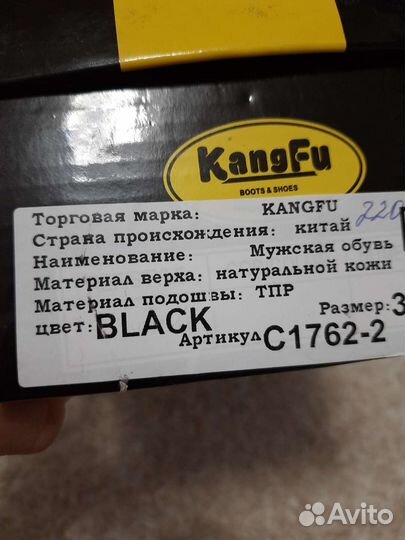 KangFu
BOOTS & SHOES
Торговая марка: KANGFU
Страна происхождения: китай
Наименование: Мужская обувь
Материал верха: натуральной кожи
Материал подошвы: ТПР
цвет: BLACK Размер: 3
Артикул C1762-2
Avito